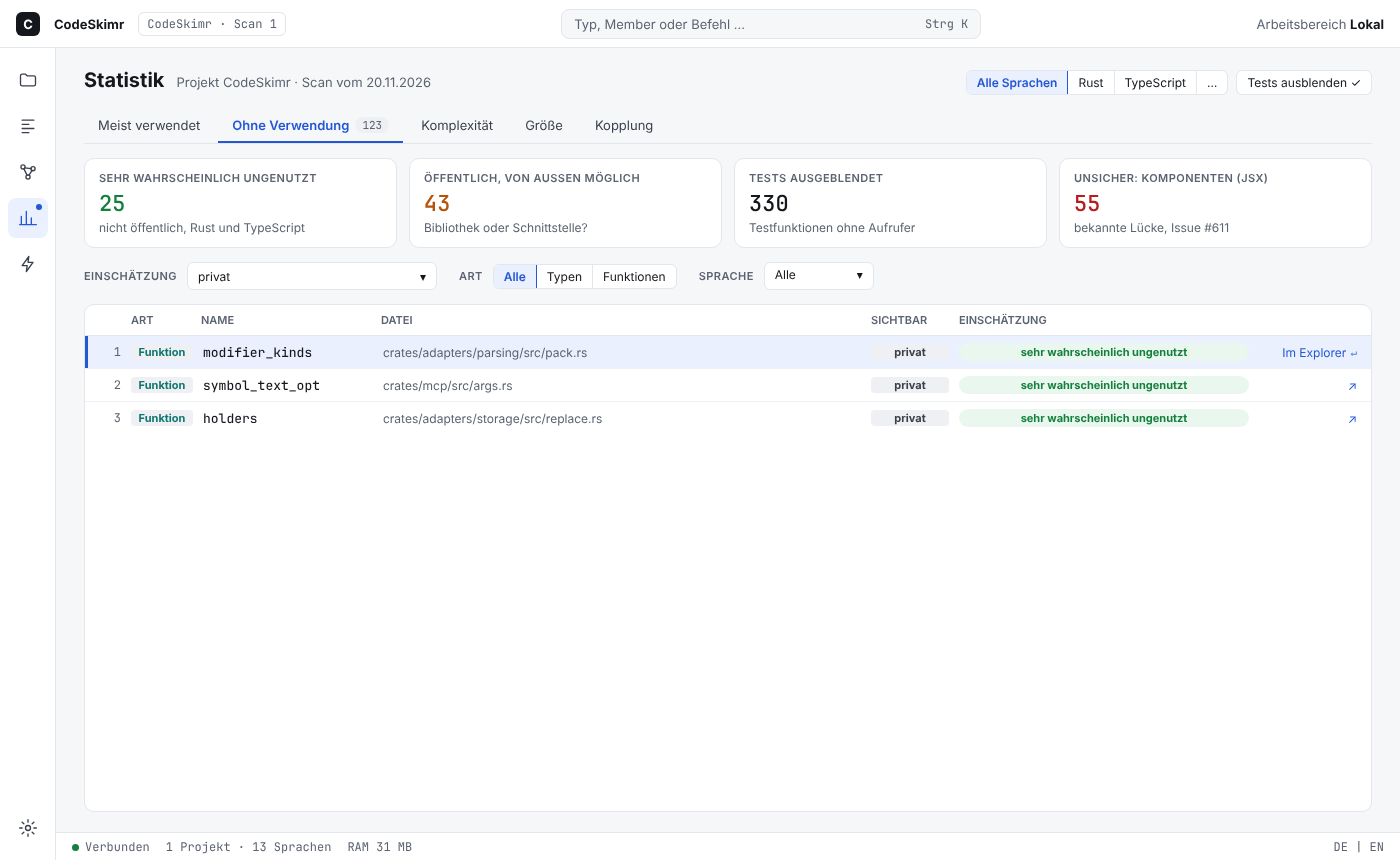 C CodeSkimr CodeSkimr · Scan 1 Typ, Member oder Befehl ... Strg K Arbeitsbereich Lokal
Statistik Projekt CodeSkimr · Scan vom 20.11.2026 Alle Sprachen Rust TypeScript ... Tests ausblenden ✓
Meist verwendet Ohne Verwendung 123 Komplexität Größe Kopplung
SEHR WAHRSCHEINLICH UNGENUTZT ÖFFENTLICH, VON AUSSEN MÖGLICH TESTS AUSGEBLENDET UNSICHER: KOMPONENTEN (JSX)
25 43 330 55
nicht öffentlich, Rust und TypeScript Bibliothek oder Schnittstelle? Testfunktionen ohne Aufrufer bekannte Lücke, Issue #611
EINSCHÄTZUNG privat ▾ ART Alle Typen Funktionen SPRACHE Alle ▾
ART NAME DATEI SICHTBAR EINSCHÄTZUNG
1 Funktion modifier_kinds crates/adapters/parsing/src/pack.rs privat sehr wahrscheinlich ungenutzt Im Explorer ↵
2 Funktion symbol_text_opt crates/mcp/src/args.rs privat sehr wahrscheinlich ungenutzt ↗
3 Funktion holders crates/adapters/storage/src/replace.rs privat sehr wahrscheinlich ungenutzt ↗
Verbunden 1 Projekt · 13 Sprachen RAM 31 MB DE | EN